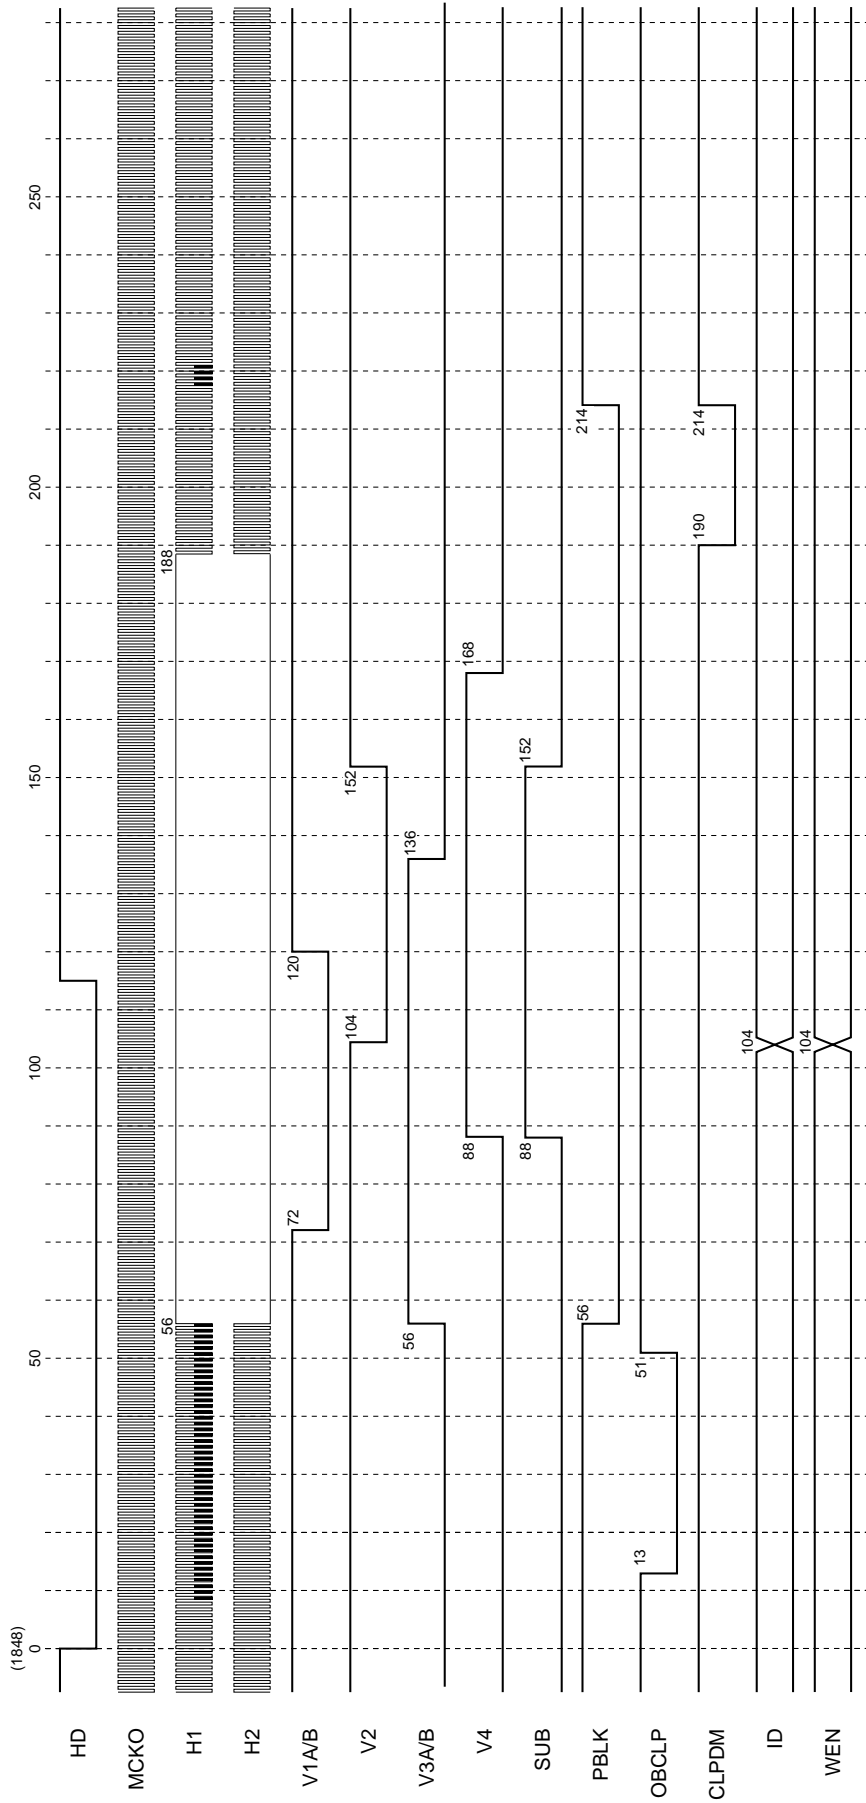 (1848)
0
50
100
150
200
250
HD
MCKO
H1
56
188
H2
V1A/B
72
120
V2
104
152
V3A/B
56
136
V4
88
168
SUB
88
152
PBLK
56
214
OBCLP
13
51
CLPDM
190
214
ID
104
WEN
104